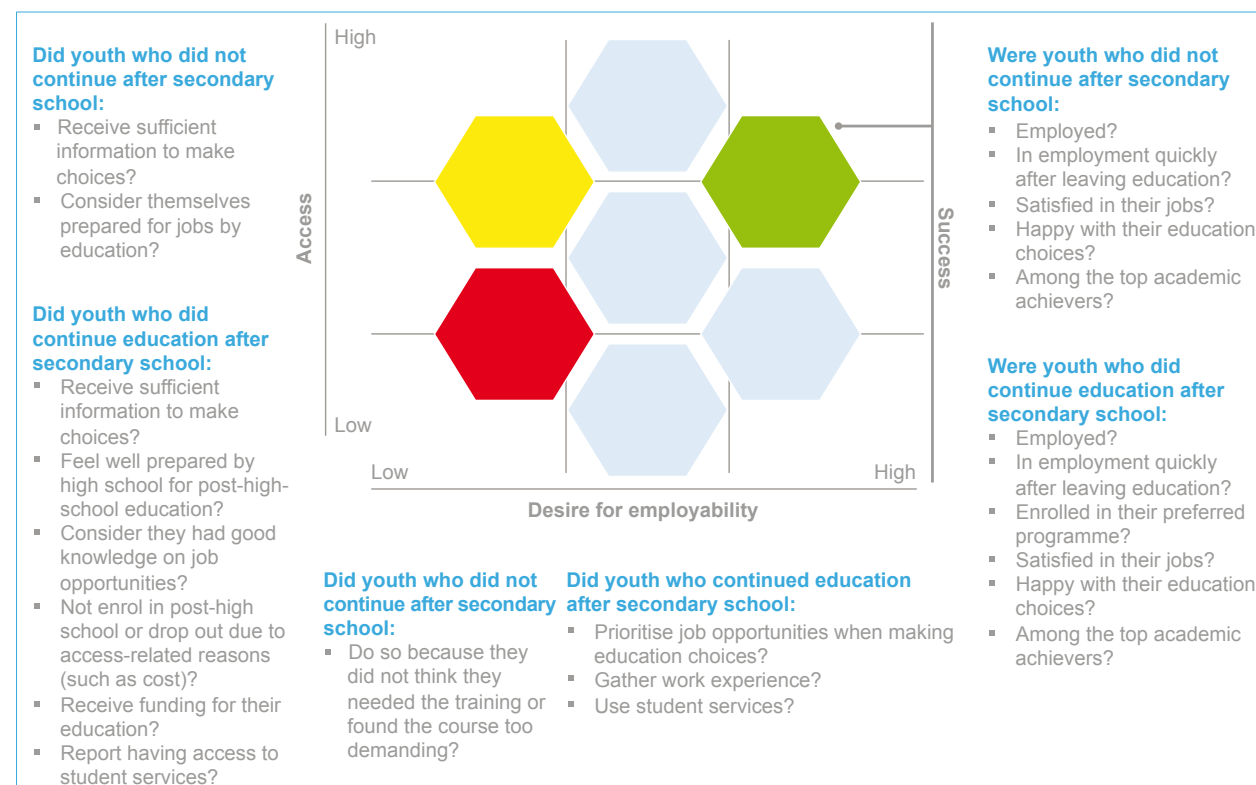 Did youth who did not
continue after secondary
school:
▪ Receive sufficient
information to make
choices?
▪ Consider themselves
prepared for jobs by
education?
Did youth who did
continue education after
secondary school:
▪ Receive sufficient
information to make
choices?
▪ Feel well prepared by
high school for post-high-
school education?
▪ Consider they had good
knowledge on job
opportunities?
▪ Not enrol in post-high
school or drop out due to
access-related reasons
(such as cost)?
▪ Receive funding for their
education?
▪ Report having access to
student services?
High
Access
Low
Low
High
Desire for employability
Success
Did youth who did not
continue after secondary
school:
▪ Do so because they
did not think they
needed the training or
found the course too
demanding?
Did youth who continued education
after secondary school:
▪ Prioritise job opportunities when making
education choices?
▪ Gather work experience?
▪ Use student services?
Were youth who did not
continue after secondary
school:
▪ Employed?
▪ In employment quickly
after leaving education?
▪ Satisfied in their jobs?
▪ Happy with their education
choices?
▪ Among the top academic
achievers?
Were youth who did
continue education after
secondary school:
▪ Employed?
▪ In employment quickly
after leaving education?
▪ Enrolled in their preferred
programme?
▪ Satisfied in their jobs?
▪ Happy with their education
choices?
▪ Among the top academic
achievers?